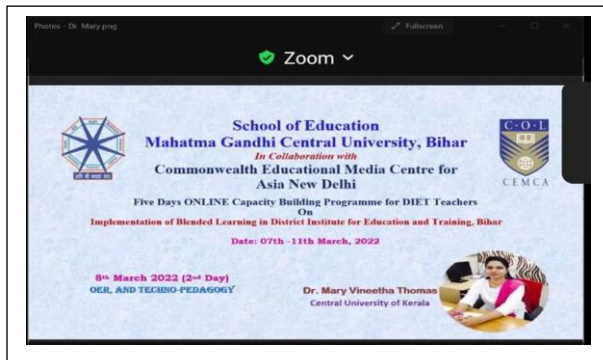 Photos - Dr. Mary.png
Fullscreen
Zoom
School of Education
Mahatma Gandhi Central University, Bihar
In Collaboration with
Commonwealth Educational Media Centre for
Asia New Delhi
C·O·L
CEMCA
Five Days ONLINE Capacity Building Programme for DIET Teachers
On
Implementation of Blended Learning in District Institute for Education and Training, Bihar
Date: 07th -11th March, 2022
8th March 2022 (2nd Day)
OER, AND TECHNO-PEDAGOGY
Dr. Mary Vineetha Thomas
Central University of Kerala